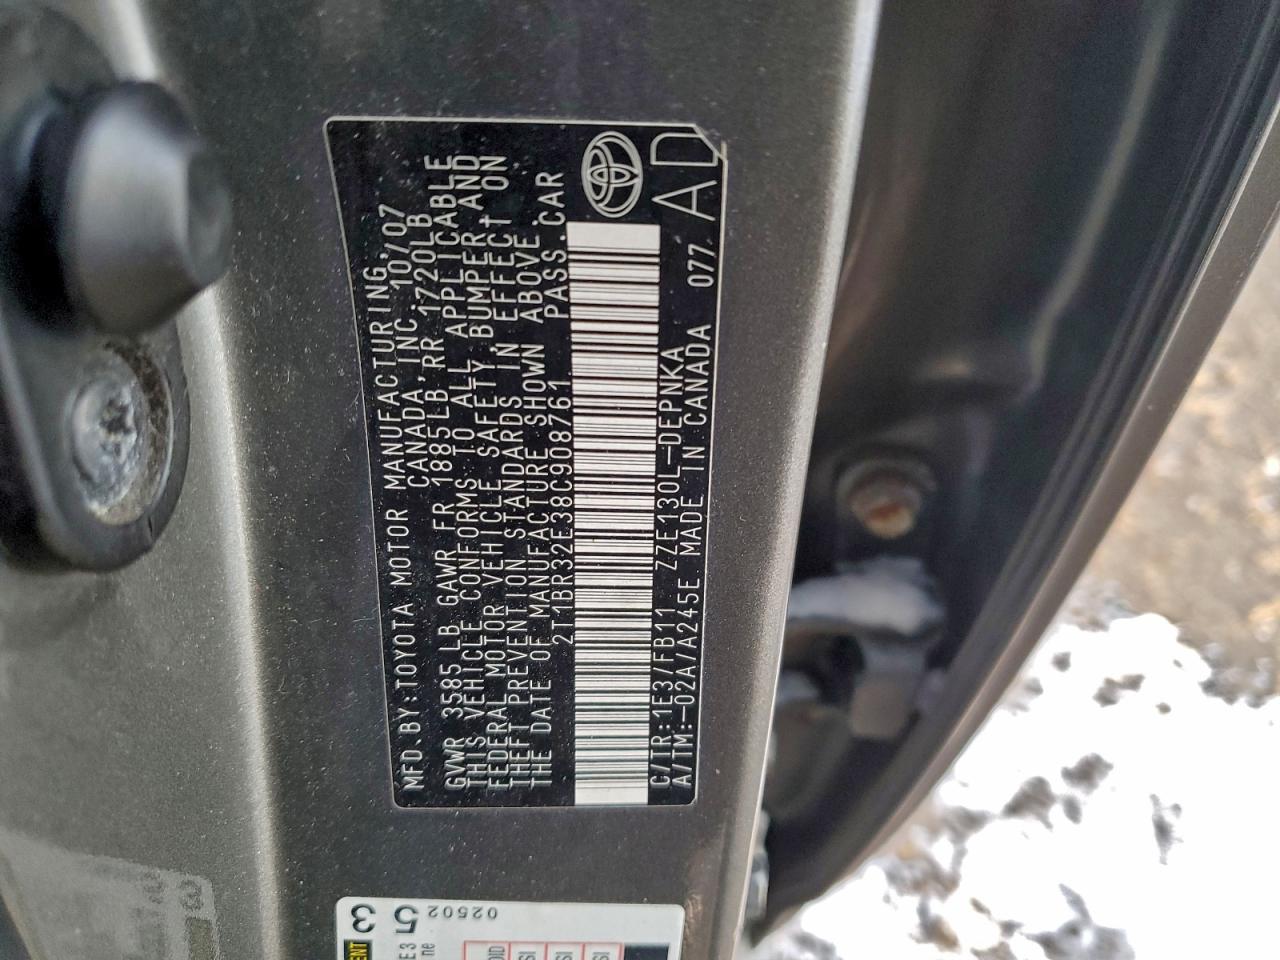 MFD. BY:TOYOTA MOTOR MANUFACTURING,
CANADA, INC. 10/07
GVWR 3585 LB GAWR FR 1885LB, RR 1720LB
THIS VEHICLE CONFORMS TO ALL APPLICABLE
FEDERAL MOTOR VEHICLE SAFETY, BUMPER, AND
THEFT PREVENTION STANDARDS IN EFFECT ON
THE DATE OF MANUFACTURE SHOWN ABOVE.
2T1BR32E38C908761 PASS.CAR
C/TR:1E3/FB11 ZZE130L-DEPNKA
A/TM:-02A/A245E MADE IN CANADA 077 AD
3 5 02502